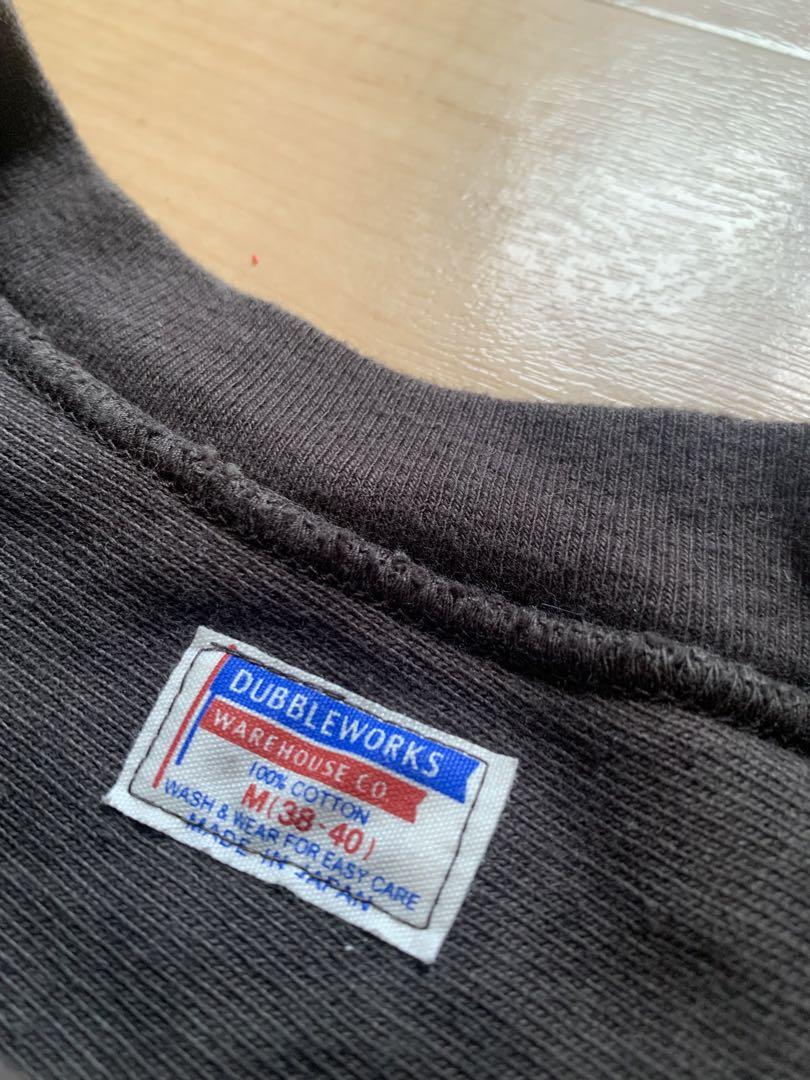 DUBBLEWORKS
WAREHOUSE CO
100% COTTON
M(38-40)
WASH & WEAR FOR EASY CARE
MADE IN JAPAN